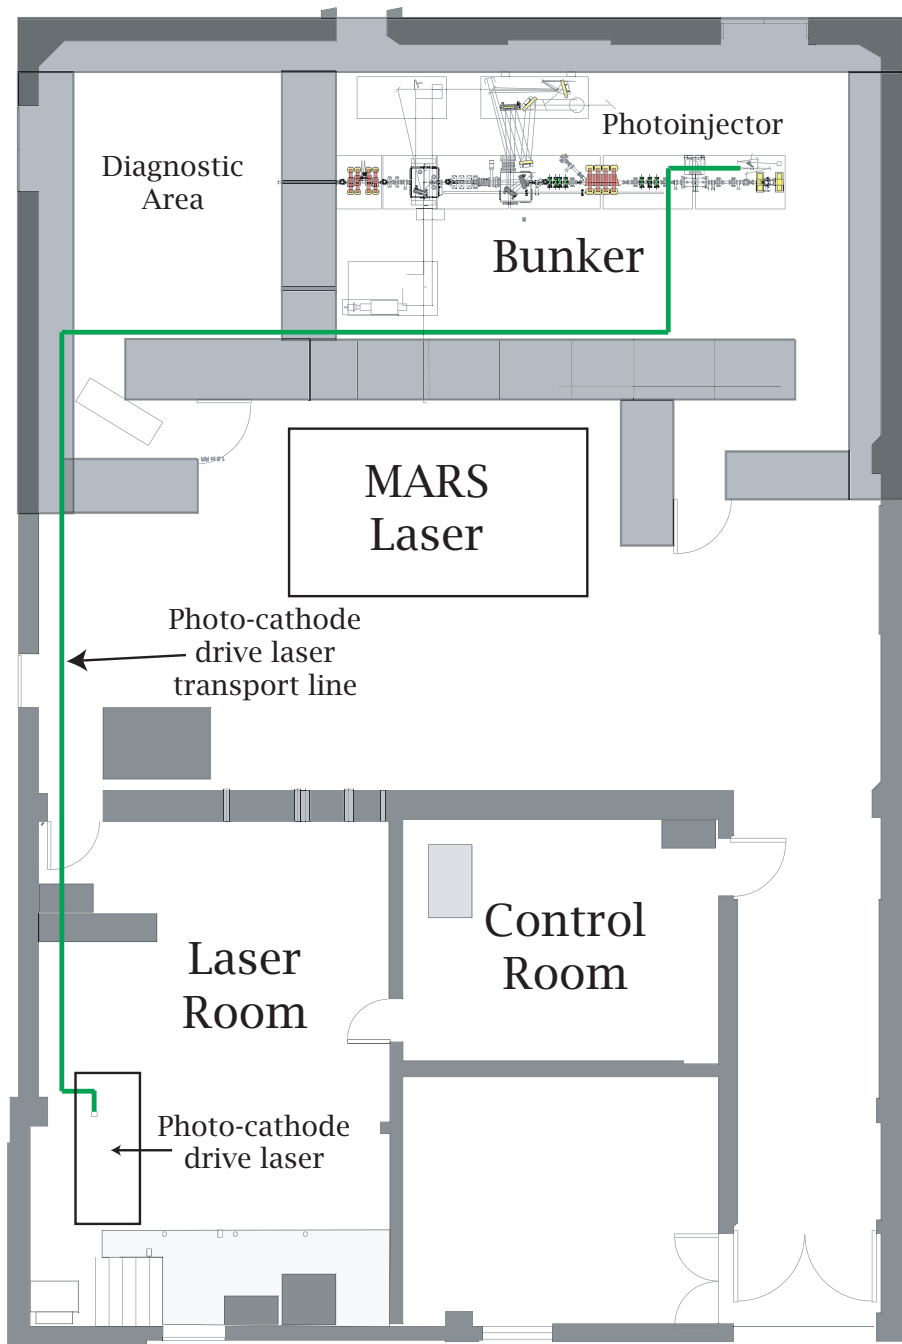 Photoinjector
Diagnostic
Area
Bunker
MARS
Laser
Photo-cathode
drive laser
transport line
Control
Room
Laser
Room
Photo-cathode
drive laser